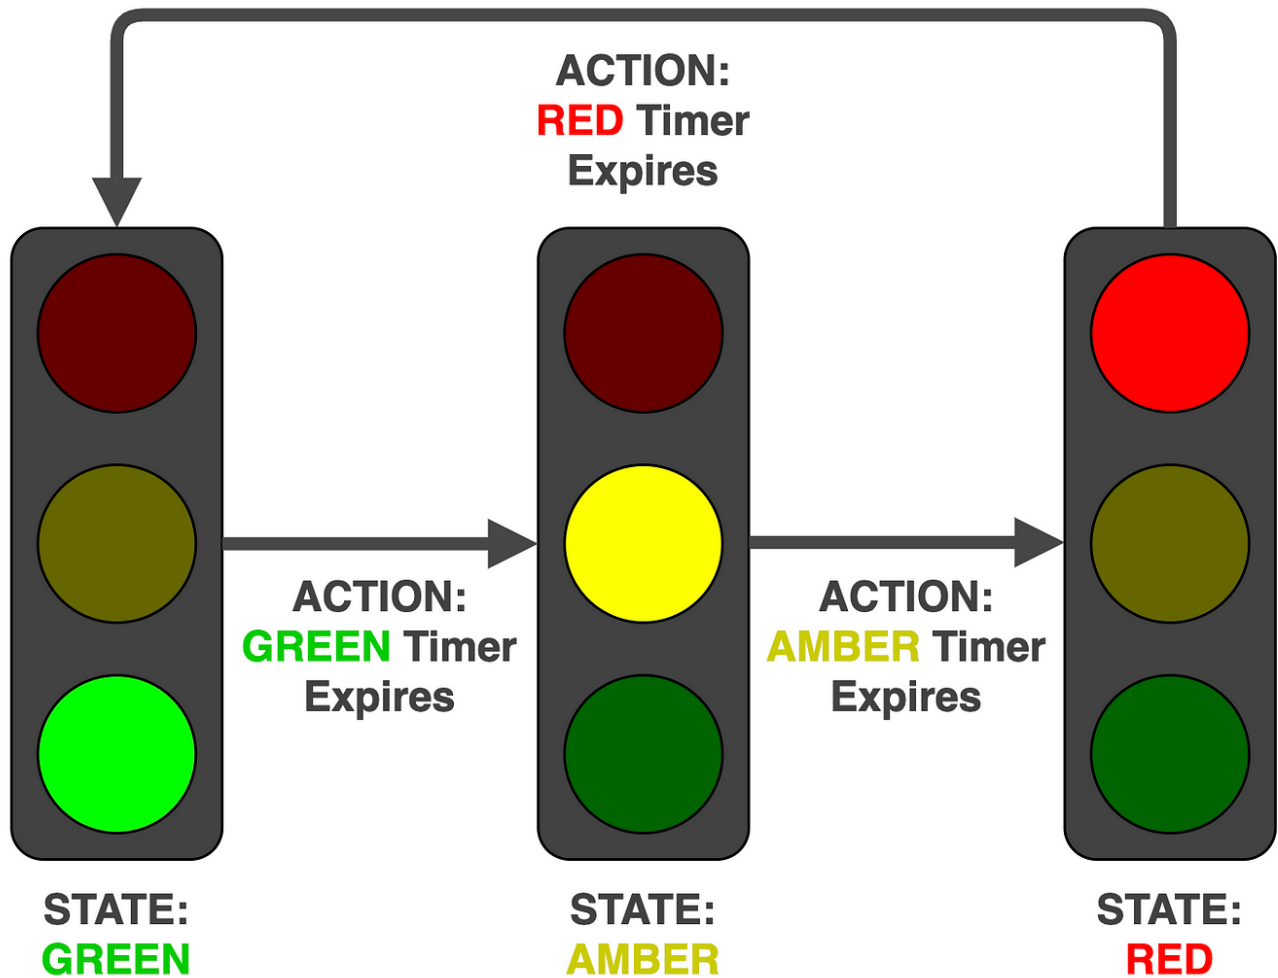 ACTION:
RED Timer
Expires
ACTION:
GREEN Timer
Expires
ACTION:
AMBER Timer
Expires
STATE:
GREEN
STATE:
AMBER
STATE:
RED